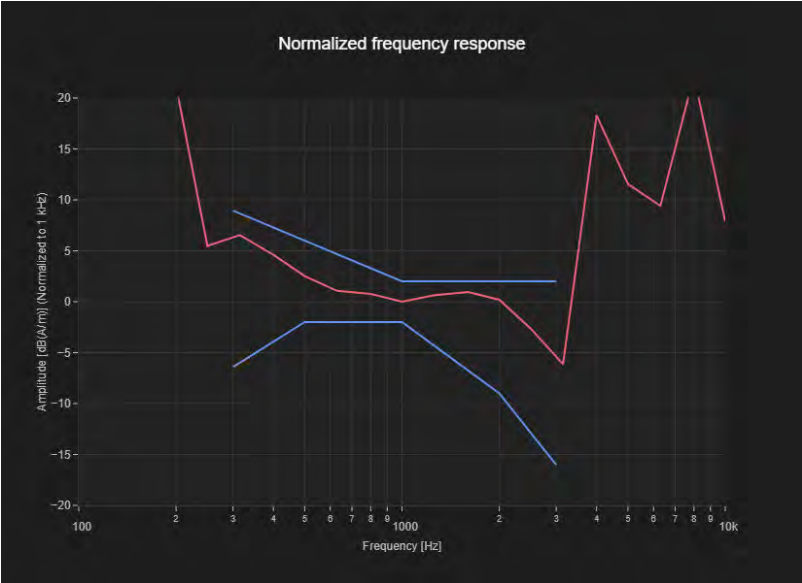 Normalized frequency response
Amplitude [dB(A/m)] (Normalized to 1 kHz)
20
15
10
5
0
−5
−10
−15
−20
100 2 3 4 5 6 7 8 9 1000 2 3 4 5 6 7 8 9 10k
Frequency [Hz]